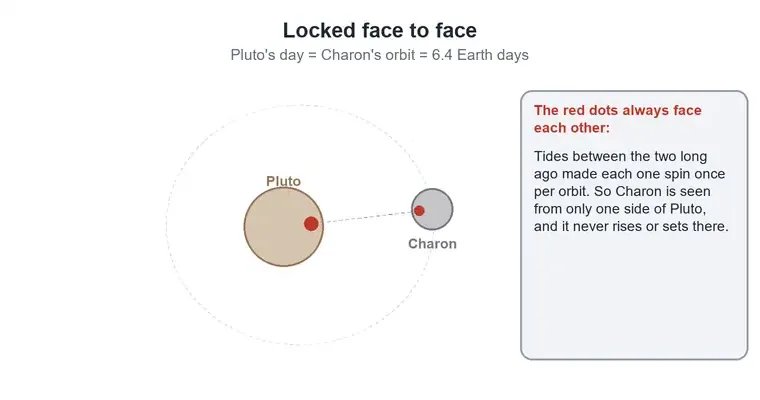 Locked face to face
Pluto's day = Charon's orbit = 6.4 Earth days
The red dots always face
each other:
Tides between the two long
ago made each one spin once
per orbit. So Charon is seen
from only one side of Pluto,
and it never rises or sets there.
Pluto
Charon